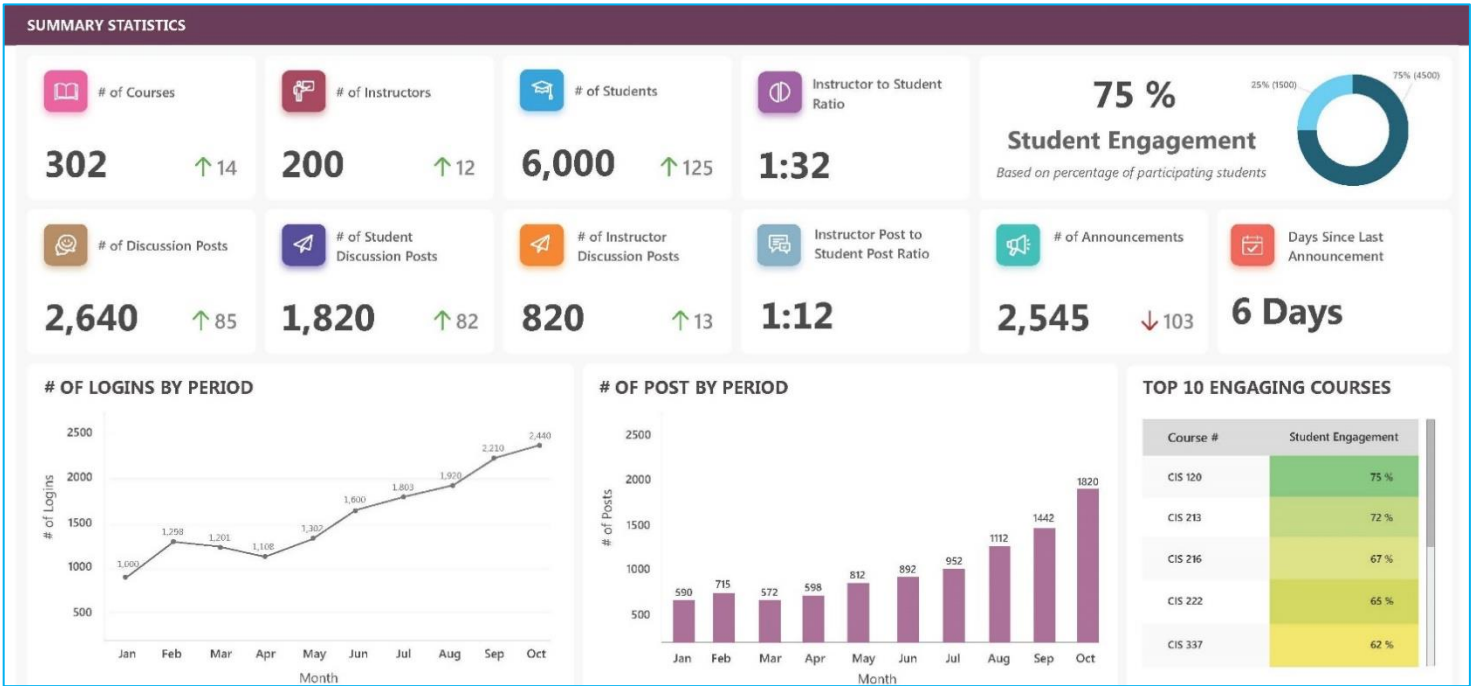 SUMMARY STATISTICS
# of Courses
302
↑ 14
# of Instructors
200
↑ 12
# of Students
6,000
↑ 125
Instructor to Student
Ratio
1:32
75 %
Student Engagement
Based on percentage of participating students
25% (1500)
75% (4500)
# of Discussion Posts
2,640
↑ 85
# of Student
Discussion Posts
1,820
↑ 82
# of Instructor
Discussion Posts
820
↑ 13
Instructor Post to
Student Post Ratio
1:12
# of Announcements
2,545
↓ 103
Days Since Last
Announcement
6 Days
# OF LOGINS BY PERIOD
# of Logins
2500
2000
1500
1000
500
1,000
1,298
1,201
1,108
1,302
1,600
1,803
1,920
2,210
2,440
Jan Feb Mar Apr May Jun Jul Aug Sep Oct
Month
# OF POST BY PERIOD
# of Posts
2500
2000
1500
1000
500
590
715
572
598
812
892
952
1112
1442
1820
Jan Feb Mar Apr May Jun Jul Aug Sep Oct
Month
TOP 10 ENGAGING COURSES
Course # Student Engagement
CIS 120 75 %
CIS 213 72 %
CIS 216 67 %
CIS 222 65 %
CIS 337 62 %